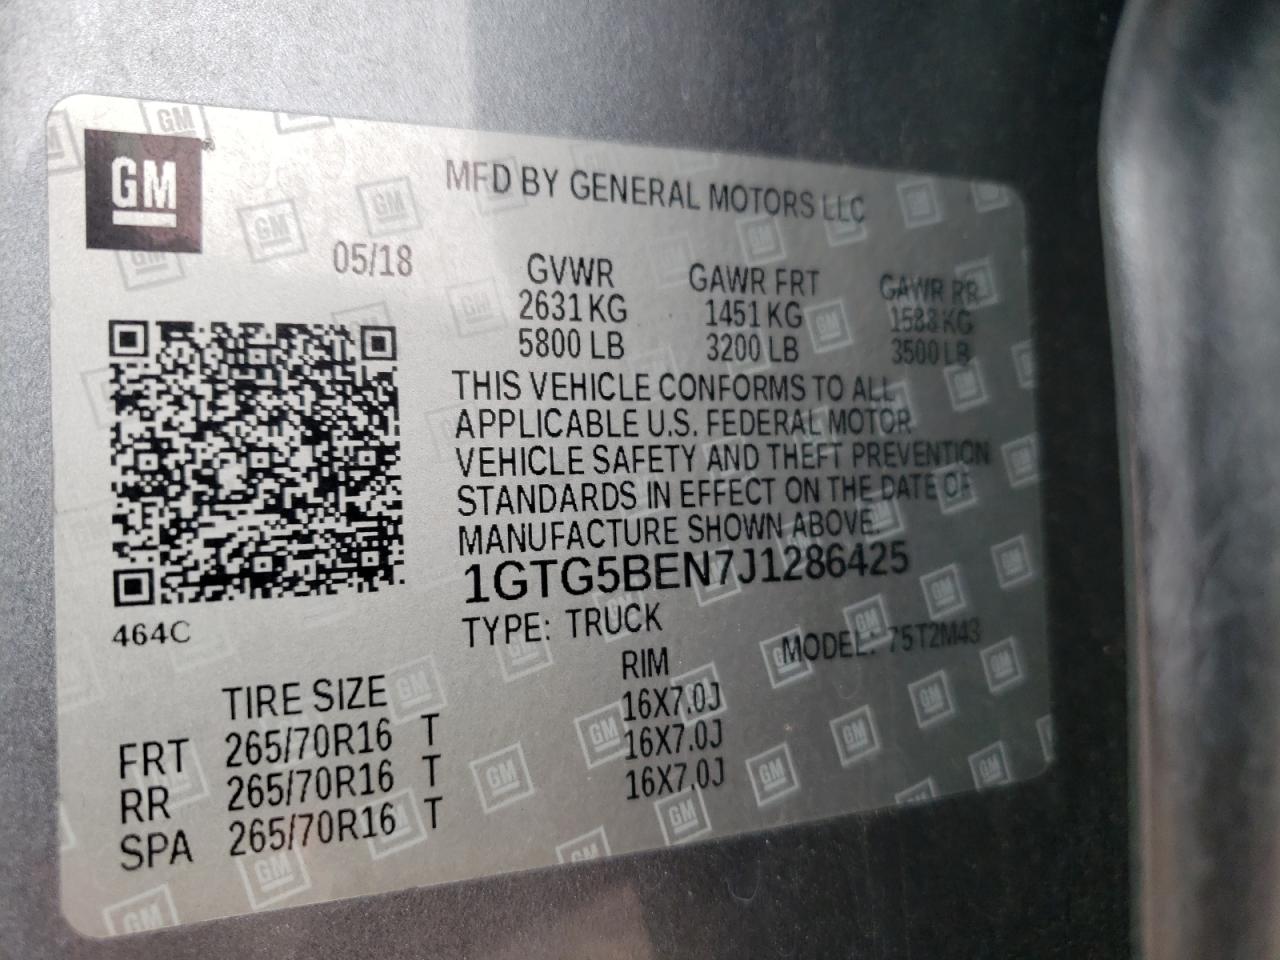 GM
MFD BY GENERAL MOTORS LLC
05/18
GVWR GAWR FRT GAWR RR
2631 KG 1451 KG 1588 KG
5800 LB 3200 LB 3500 LB
THIS VEHICLE CONFORMS TO ALL
APPLICABLE U.S. FEDERAL MOTOR
VEHICLE SAFETY AND THEFT PREVENTION
STANDARDS IN EFFECT ON THE DATE OF
MANUFACTURE SHOWN ABOVE.
1GTG5BEN7J1286425
464C
TYPE: TRUCK MODEL: 75T2M43
TIRE SIZE RIM
FRT 265/70R16 T 16X7.0J
RR 265/70R16 T 16X7.0J
SPA 265/70R16 T 16X7.0J